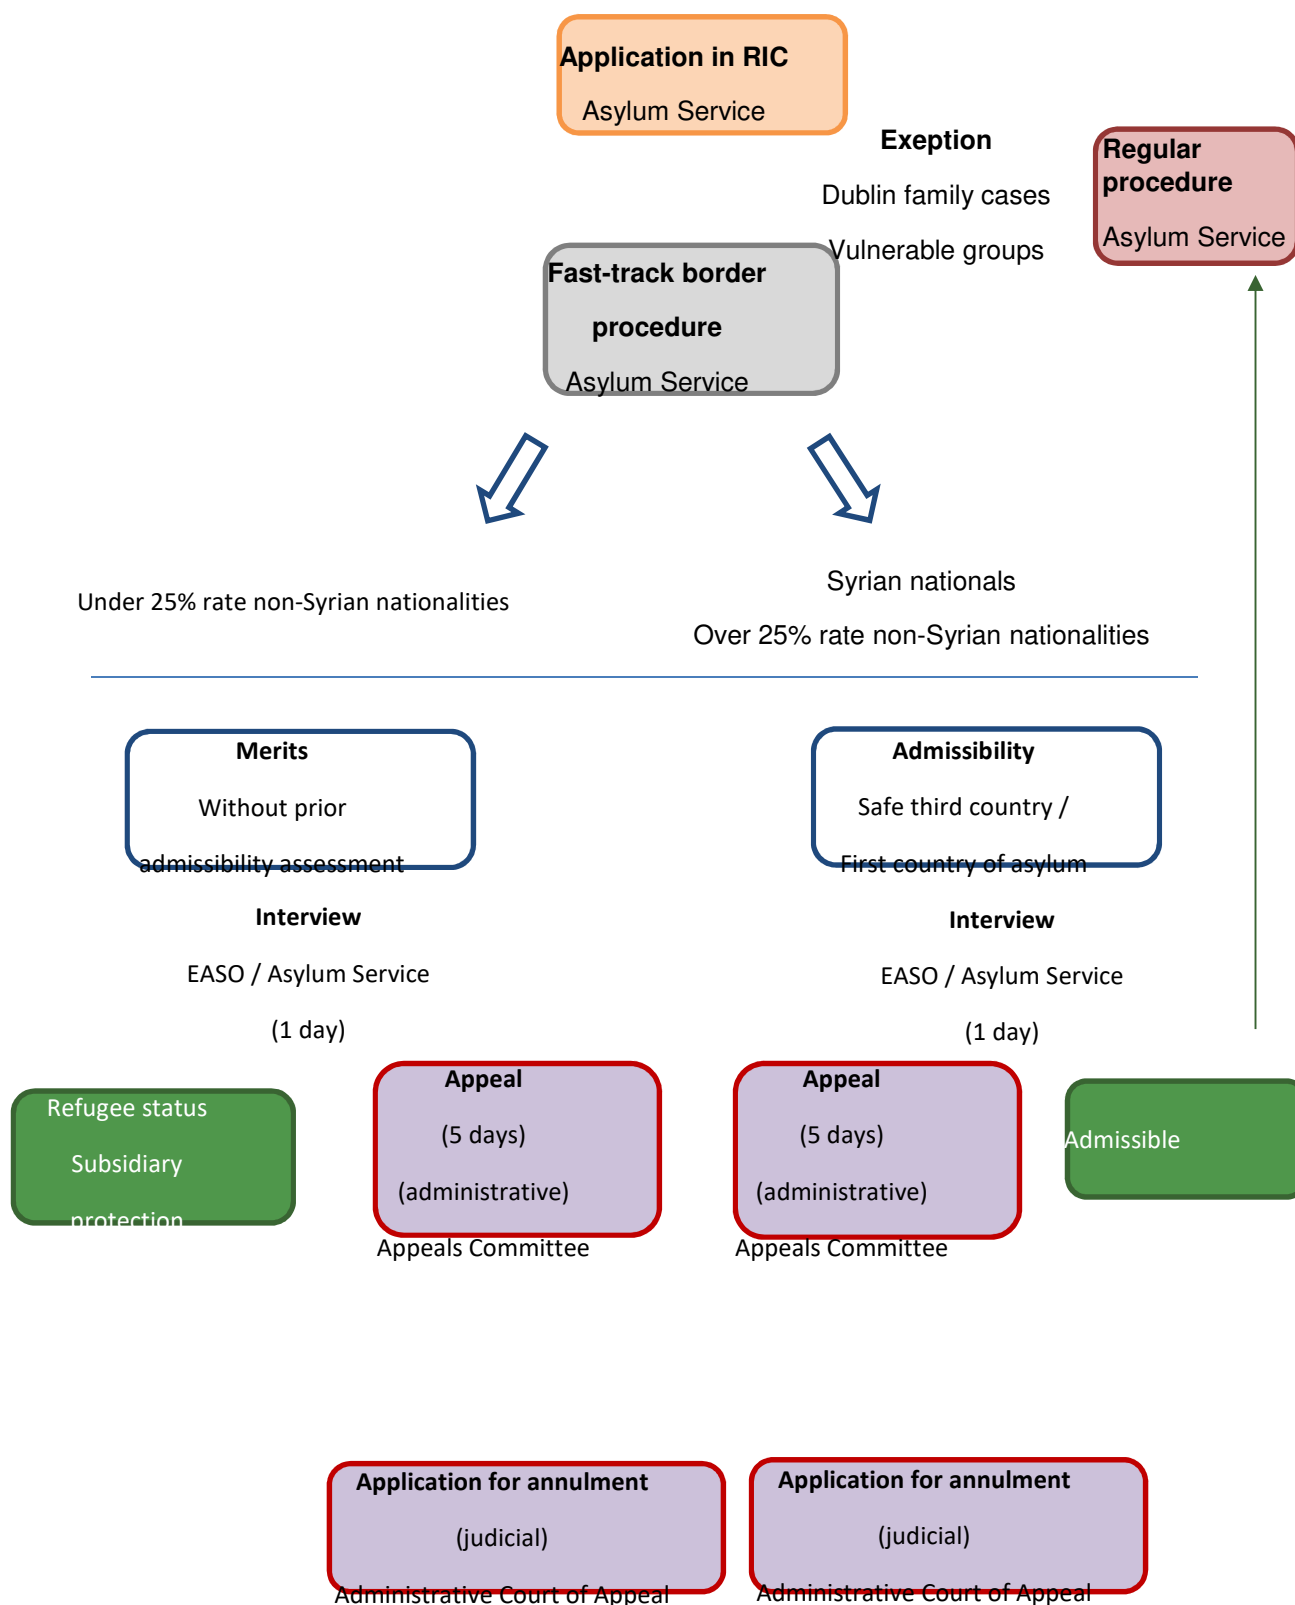 Application in RIC
Asylum Service
Exeption
Dublin family cases
Vulnerable groups
Regular
procedure
Asylum Service
Fast-track border
procedure
Asylum Service
Under 25% rate non-Syrian nationalities
Syrian nationals
Over 25% rate non-Syrian nationalities
Merits
Without prior
admissibility assessment
Admissibility
Safe third country /
First country of asylum
Interview
EASO / Asylum Service
(1 day)
Interview
EASO / Asylum Service
(1 day)
Refugee status
Subsidiary
protection
Appeal
(5 days)
(administrative)
Appeals Committee
Appeal
(5 days)
(administrative)
Appeals Committee
Admissible
Application for annulment
(judicial)
Administrative Court of Appeal
Application for annulment
(judicial)
Administrative Court of Appeal